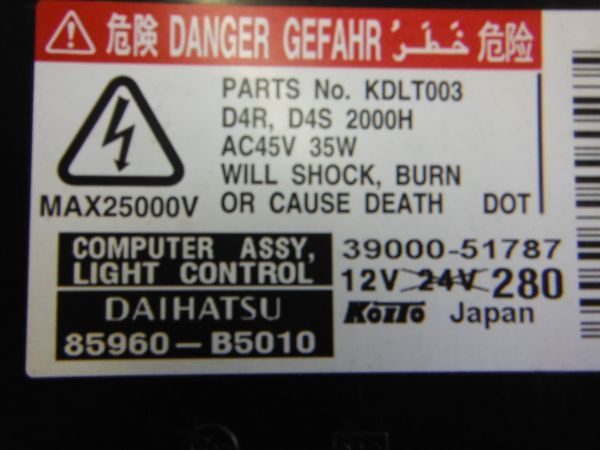 危険 DANGER GEFAHR خَطَرٌ 危险
PARTS No. KDLT003
D4R, D4S 2000H
AC45V 35W
WILL SHOCK, BURN
OR CAUSE DEATH DOT
MAX25000V
COMPUTER ASSY,
LIGHT CONTROL
DAIHATSU
85960-B5010
39000-51787
12V 24V 280
KOITO Japan